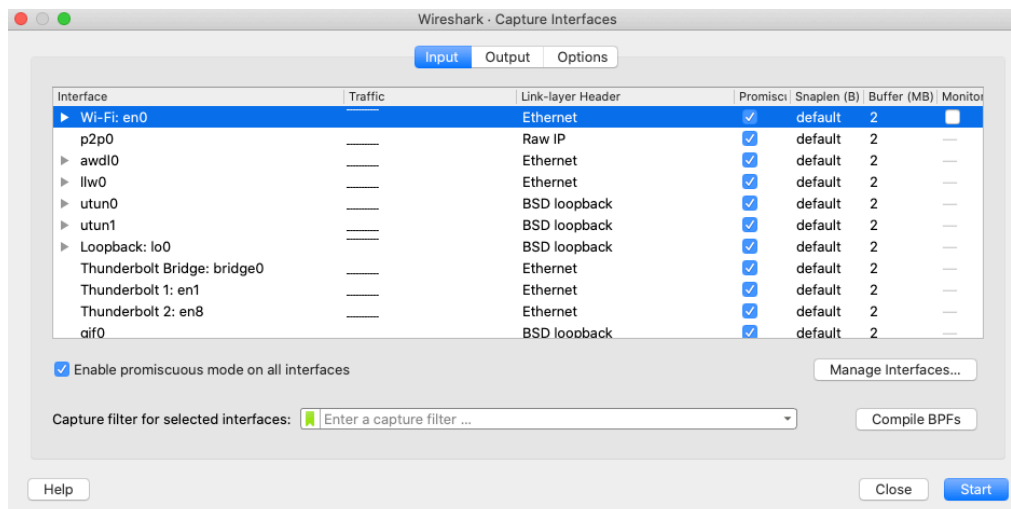 Wireshark · Capture Interfaces
Input Output Options
Interface Traffic Link-layer Header Promisc Snaplen (B) Buffer (MB) Monitor
Wi-Fi: en0 Ethernet default 2
p2p0 Raw IP default 2 —
awdl0 Ethernet default 2 —
llw0 Ethernet default 2 —
utun0 BSD loopback default 2 —
utun1 BSD loopback default 2 —
Loopback: lo0 BSD loopback default 2 —
Thunderbolt Bridge: bridge0 Ethernet default 2 —
Thunderbolt 1: en1 Ethernet default 2 —
Thunderbolt 2: en8 Ethernet default 2 —
gif0 BSD loopback default 2 —
Enable promiscuous mode on all interfaces Manage Interfaces...
Capture filter for selected interfaces: Enter a capture filter ... Compile BPFs
Help Close Start